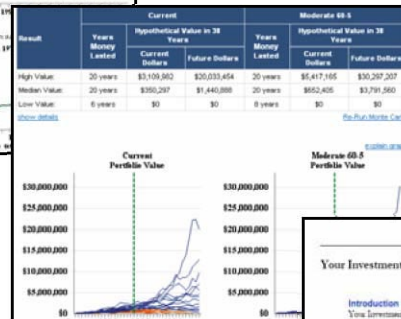 Current Moderate 60-5
Result Years Money Lasted Hypothetical Value in 30 Years Years Money Lasted Hypothetical Value in 30 Years
Current Dollars Future Dollars Current Dollars Future Dollars
High Value: 20 years $3,109,982 $20,033,454 20 years $5,417,165 $30,297,207
Median Value: 20 years $350,297 $1,440,888 20 years $652,405 $3,791,560
Low Value: 6 years $0 $0 8 years $0 $0
show details Re-Run Monte Car
explain grap
Current Portfolio Value
Moderate 60-5 Portfolio Value
$30,000,000 $30,000,000
$25,000,000 $25,000,000
$20,000,000 $20,000,000
$15,000,000 $15,000,000
$10,000,000 $10,000,000
$5,000,000 $5,000,000
$0 $0
Your Investment
Introduction
Your Investment